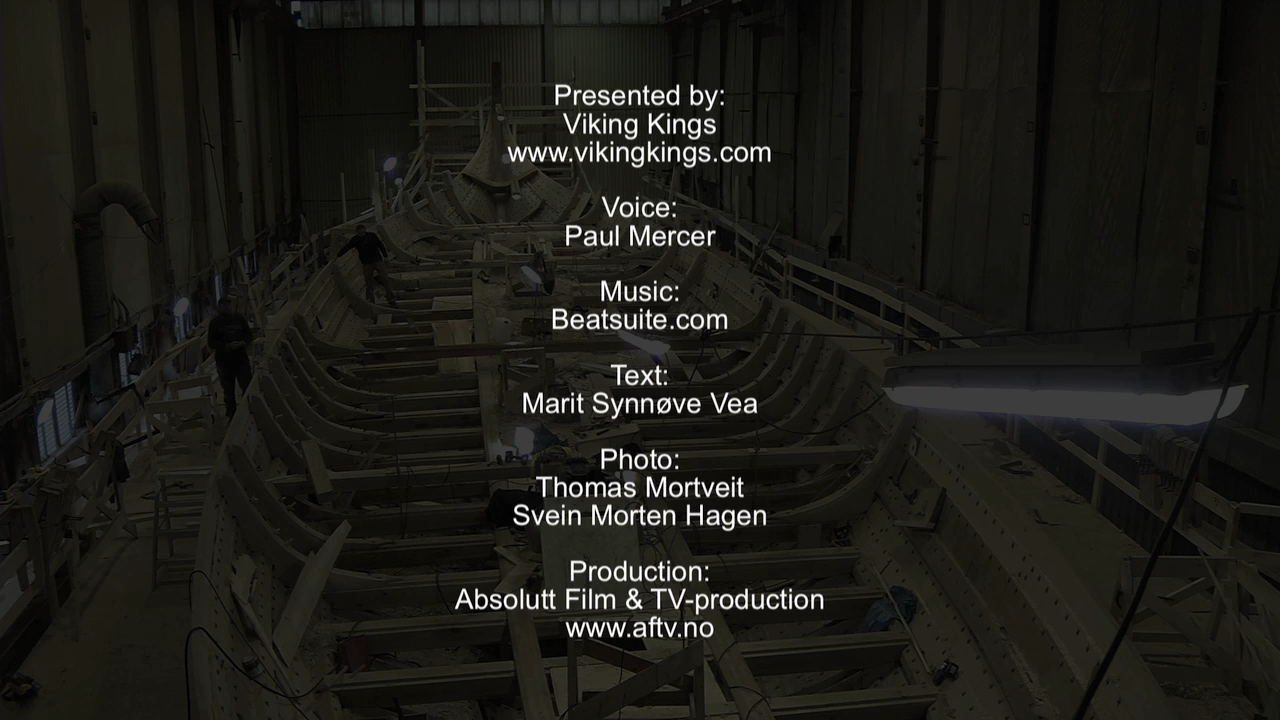 Presented by:
Viking Kings
www.vikingkings.com
Voice:
Paul Mercer
Music:
Beatsuite.com
Text:
Marit Synnøve Vea
Photo:
Thomas Mortveit
Svein Morten Hagen
Production:
Absolutt Film & TV-production
www.aftv.no